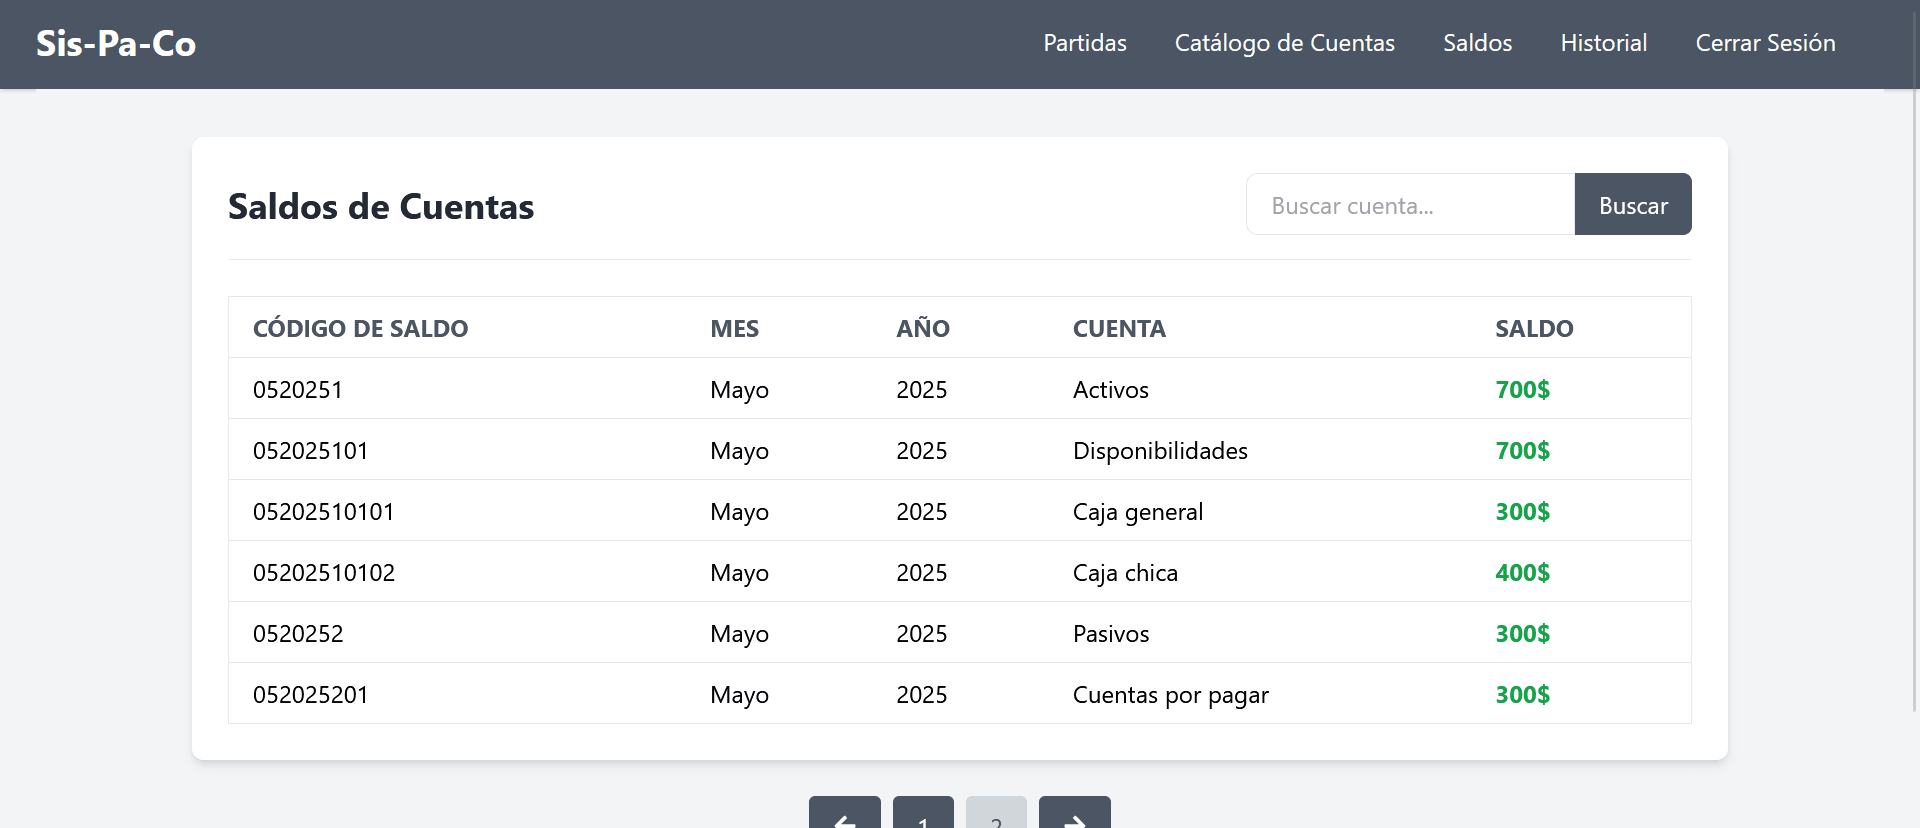 Sis-Pa-Co
Partidas Catálogo de Cuentas Saldos Historial Cerrar Sesión
Saldos de Cuentas
Buscar cuenta... Buscar
CÓDIGO DE SALDO MES AÑO CUENTA SALDO
0520251 Mayo 2025 Activos 700$
052025101 Mayo 2025 Disponibilidades 700$
05202510101 Mayo 2025 Caja general 300$
05202510102 Mayo 2025 Caja chica 400$
0520252 Mayo 2025 Pasivos 300$
052025201 Mayo 2025 Cuentas por pagar 300$
1 2